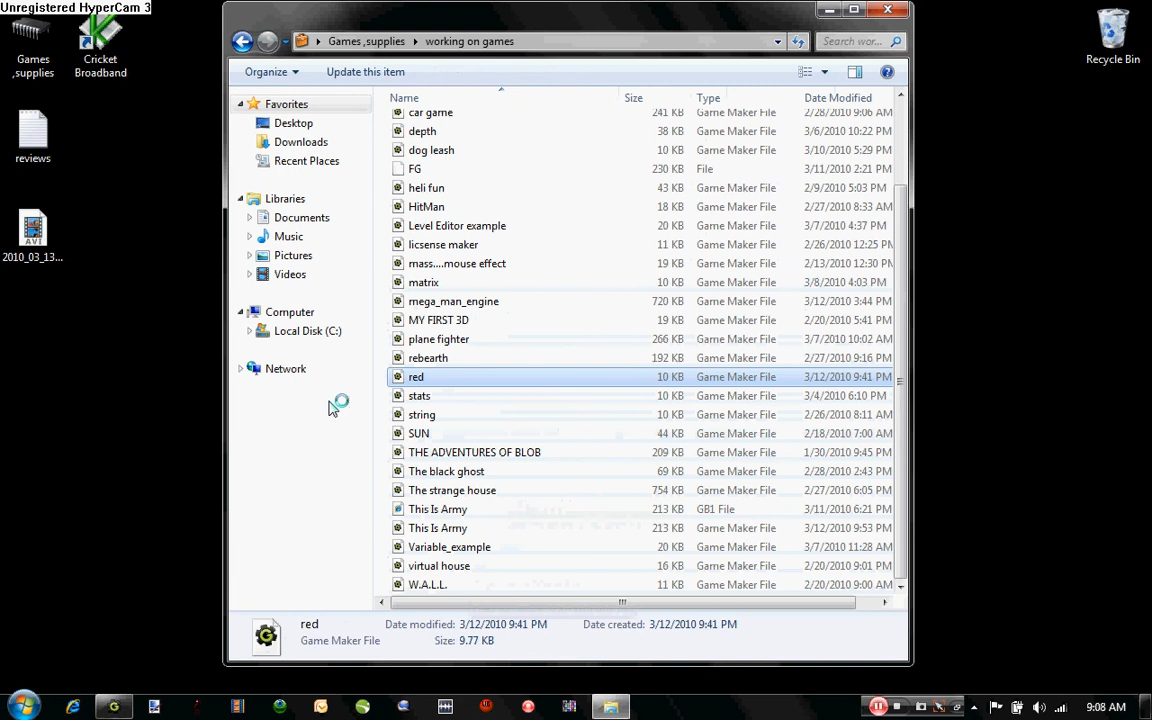 Unregistered HyperCam 3
Games ,supplies
Cricket Broadband
reviews
2010_03_13...
Recycle Bin
Games ,supplies working on games
Search wor...
Organize Update this item
Favorites
Desktop
Downloads
Recent Places
Libraries
Documents
Music
Pictures
Videos
Computer
Local Disk (C:)
Network
Name Size Type Date Modified
car game 241 KB Game Maker File 2/28/2010 9:06 AM
depth 38 KB Game Maker File 3/6/2010 10:22 PM
dog leash 10 KB Game Maker File 3/10/2010 5:29 PM
FG 230 KB File 3/11/2010 2:21 PM
heli fun 43 KB Game Maker File 2/9/2010 5:03 PM
HitMan 18 KB Game Maker File 2/27/2010 8:33 AM
Level Editor example 20 KB Game Maker File 3/7/2010 4:37 PM
licsense maker 11 KB Game Maker File 2/26/2010 12:25 PM
mass....mouse effect 19 KB Game Maker File 2/13/2010 12:30 PM
matrix 10 KB Game Maker File 3/8/2010 4:03 PM
mega_man_engine 720 KB Game Maker File 3/12/2010 3:44 PM
MY FIRST 3D 19 KB Game Maker File 2/20/2010 5:41 PM
plane fighter 266 KB Game Maker File 3/7/2010 10:02 AM
rebearth 192 KB Game Maker File 2/27/2010 9:16 PM
red 10 KB Game Maker File 3/12/2010 9:41 PM
stats 10 KB Game Maker File 3/4/2010 6:10 PM
string 10 KB Game Maker File 2/26/2010 8:11 AM
SUN 44 KB Game Maker File 2/18/2010 7:00 AM
THE ADVENTURES OF BLOB 209 KB Game Maker File 1/30/2010 9:45 PM
The black ghost 69 KB Game Maker File 2/28/2010 2:43 PM
The strange house 754 KB Game Maker File 2/27/2010 6:05 PM
This Is Army 213 KB GB1 File 3/11/2010 6:21 PM
This Is Army 213 KB Game Maker File 3/12/2010 9:53 PM
Variable_example 20 KB Game Maker File 3/7/2010 11:28 AM
virtual house 16 KB Game Maker File 2/20/2010 9:01 PM
W.A.L.L. 11 KB Game Maker File 2/20/2010 9:00 AM
red Date modified: 3/12/2010 9:41 PM Date created: 3/12/2010 9:41 PM
Game Maker File Size: 9.77 KB
9:08 AM